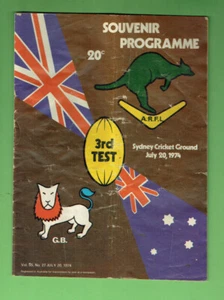 SOUVENIR
PROGRAMME
20c
A.R.F.L.
3rd
TEST
Sydney Cricket Ground
July 20, 1974
G.B.